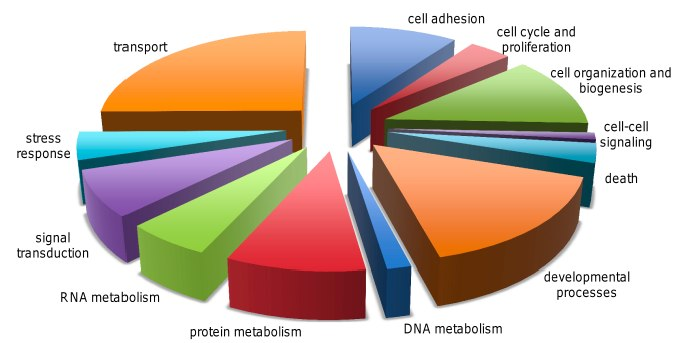 cell adhesion
cell cycle and
proliferation
cell organization and
biogenesis
cell-cell
signaling
death
developmental
processes
DNA metabolism
protein metabolism
RNA metabolism
signal
transduction
stress
response
transport